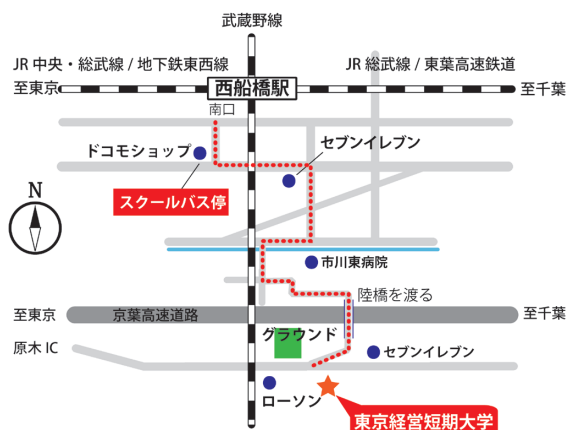 武蔵野線
JR 中央・総武線 / 地下鉄東西線
JR 総武線 / 東葉高速鉄道
至東京
西船橋駅
至千葉
南口
ドコモショップ
セブンイレブン
スクールバス停
N
市川東病院
陸橋を渡る
至東京
京葉高速道路
至千葉
グラウンド
原木 IC
セブンイレブン
ローソン
東京経営短期大学